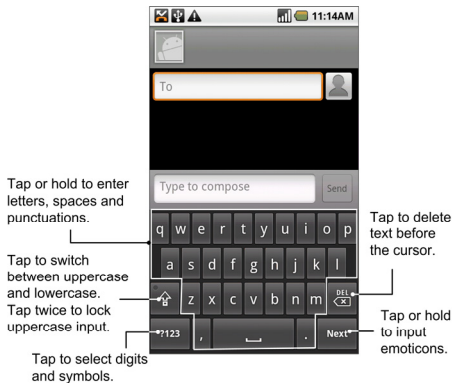 11:14AM
To
Type to compose
Send
Tap or hold to enter
letters, spaces and
punctuations.
q w e r t y u i o p
a s d f g h j k l
z x c v b n m DEL
?123 , . Next
Tap to switch
between uppercase
and lowercase.
Tap twice to lock
uppercase input.
Tap to select digits
and symbols.
Tap to delete
text before
the cursor.
Tap or hold
to input
emoticons.